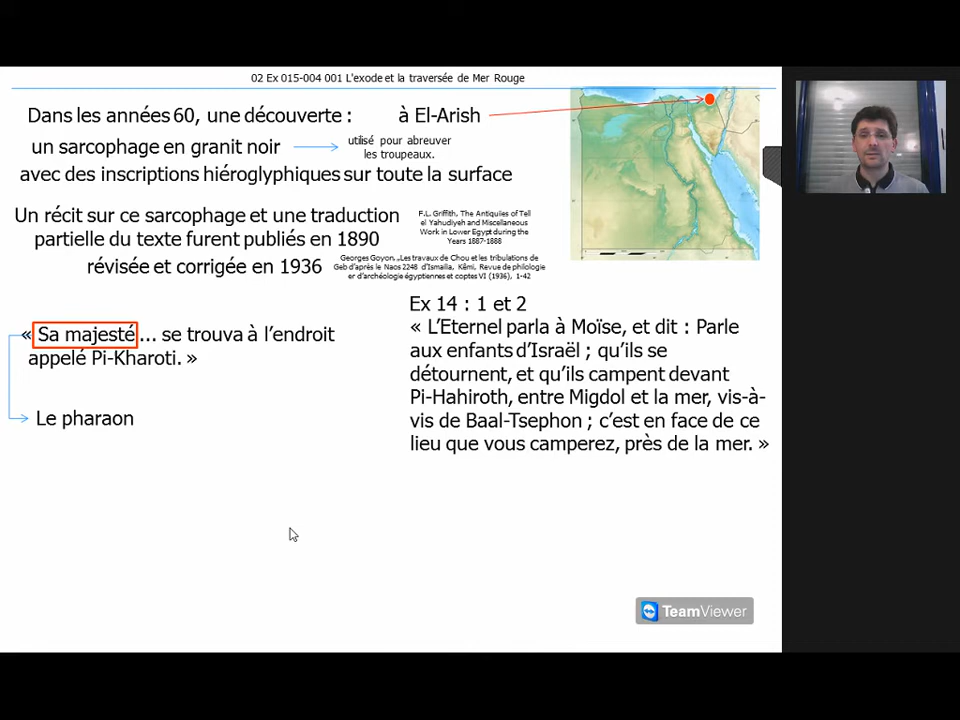 02 Ex 015-004 001 L'exode et la traversée de Mer Rouge
Dans les années 60, une découverte : à El-Arish
un sarcophage en granit noir
utilisé pour abreuver
les troupeaux.
avec des inscriptions hiéroglyphiques sur toute la surface
Un récit sur ce sarcophage et une traduction
partielle du texte furent publiés en 1890
révisée et corrigée en 1936
F.L. Griffith, The Antiquies of Tell
el Yahudiyeh and Miscellaneous
Work in Lower Egypt during the
Years 1887-1888
Georges Goyon. „Les travaux de Chou et les tribulations de
Geb d'après le Naos 2248 d'Ismailia, Kêmi. Revue de philologie
er d'archéologie égyptiennes et coptes VI (1936), 1-42
« Sa majesté... se trouva à l'endroit
appelé Pi-Kharoti. »
Le pharaon
Ex 14 : 1 et 2
« L'Eternel parla à Moïse, et dit : Parle
aux enfants d'Israël ; qu'ils se
détournent, et qu'ils campent devant
Pi-Hahiroth, entre Migdol et la mer, vis-à-
vis de Baal-Tsephon ; c'est en face de ce
lieu que vous camperez, près de la mer. »
TeamViewer